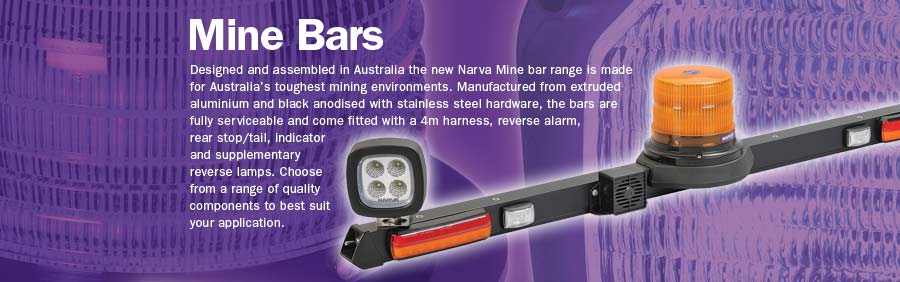 Mine Bars
Designed and assembled in Australia the new Narva Mine bar range is made
for Australia's toughest mining environments. Manufactured from extruded
aluminium and black anodised with stainless steel hardware, the bars are
fully serviceable and come fitted with a 4m harness, reverse alarm,
rear stop/tail, indicator
and supplementary
reverse lamps. Choose
from a range of quality
components to best suit
your application.
NARVA